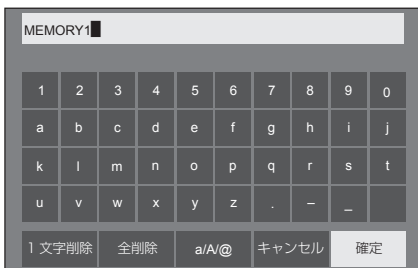 MEMORY1
1 2 3 4 5 6 7 8 9 0
a b c d e f g h i j
k l m n o p q r s t
u v w x y z . – _
1 文字削除 全削除 a/A/@ キャンセル 確定